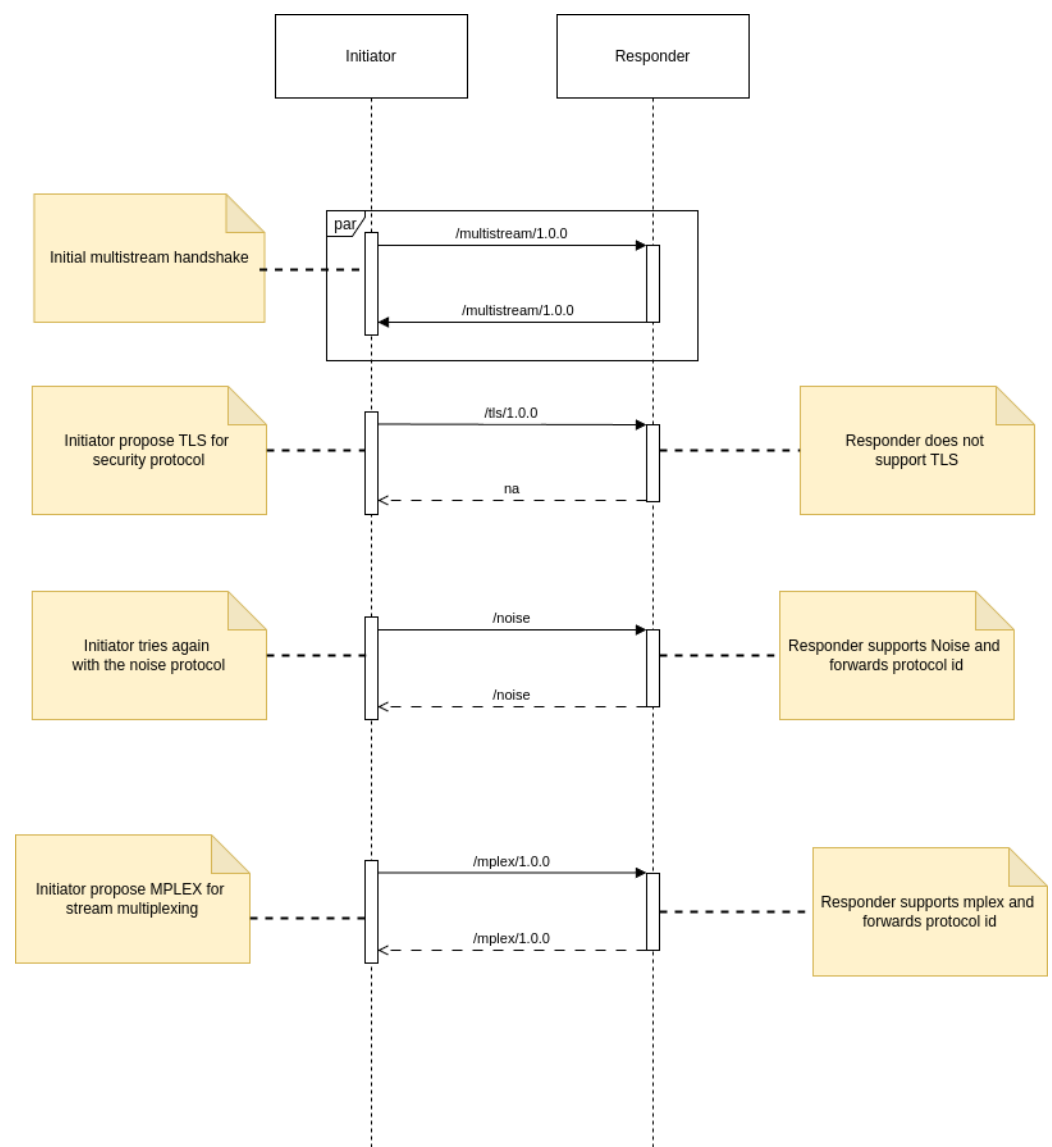 Initiator
Responder
par
/multistream/1.0.0
Initial multistream handshake
/multistream/1.0.0
/tls/1.0.0
Initiator propose TLS for
security protocol
Responder does not
support TLS
na
/noise
Initiator tries again
with the noise protocol
Responder supports Noise and
forwards protocol id
/noise
/mplex/1.0.0
Initiator propose MPLEX for
stream multiplexing
Responder supports mplex and
forwards protocol id
/mplex/1.0.0